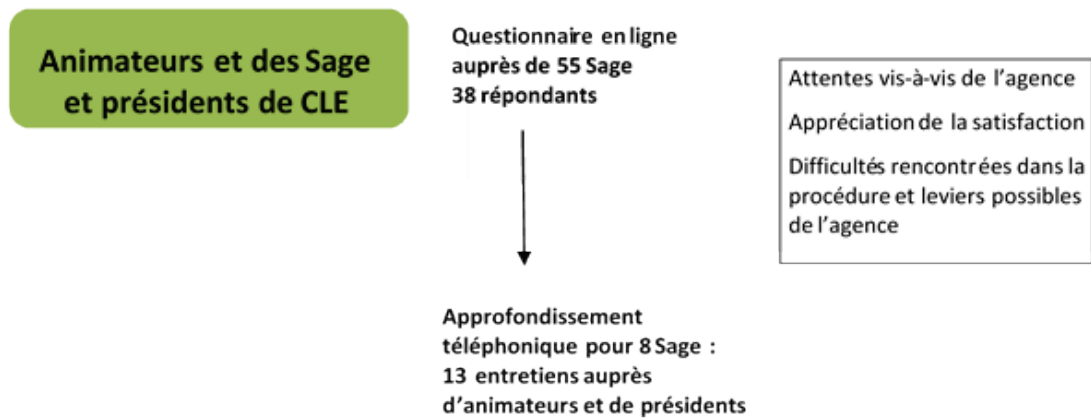 Animateurs et des Sage
et présidents de CLE
Questionnaire en ligne
auprès de 55 Sage
38 répondants
Attentes vis-à-vis de l'agence
Appréciation de la satisfaction
Difficultés rencontrées dans la
procédure et leviers possibles
de l'agence
Approfondissement
téléphonique pour 8 Sage :
13 entretiens auprès
d'animateurs et de présidents